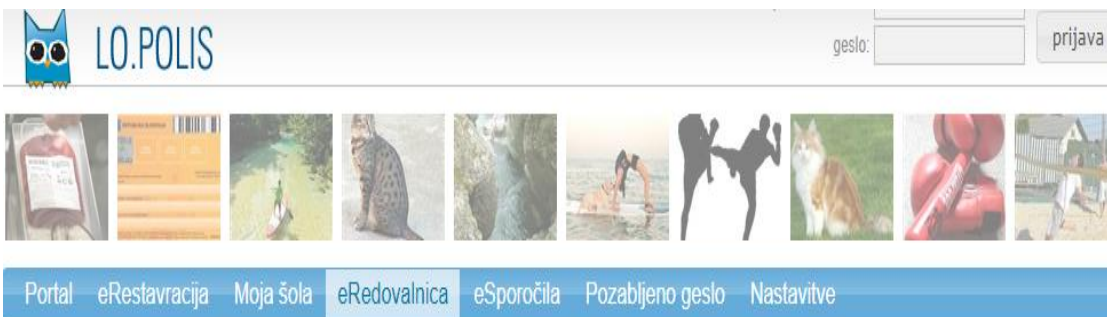 LO.POLIS
geslo:
prijava
Portal eRestavracija Moja šola eRedovalnica eSporočila Pozabljeno geslo Nastavitve